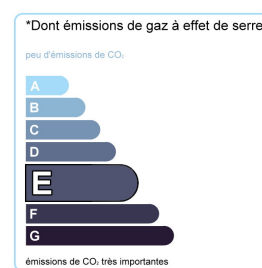 *Dont émissions de gaz à effet de serre
peu d'émissions de CO₂
A
B
C
D
E
F
G
émissions de CO₂ très importantes